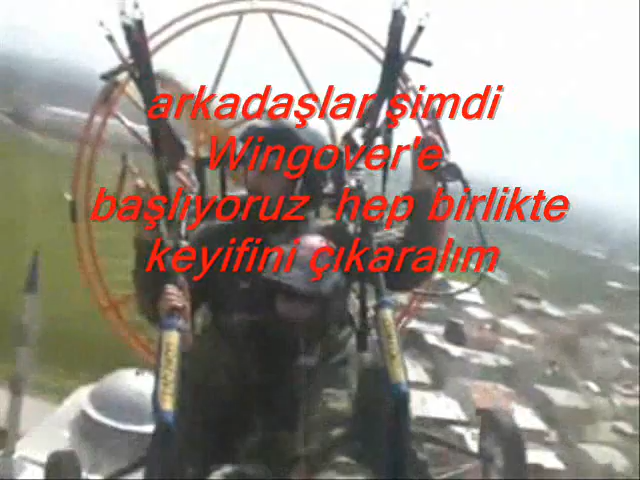 arkadaşlar şimdi
Wingover'e
başlıyoruz hep birlikte
keyifini çıkaralım